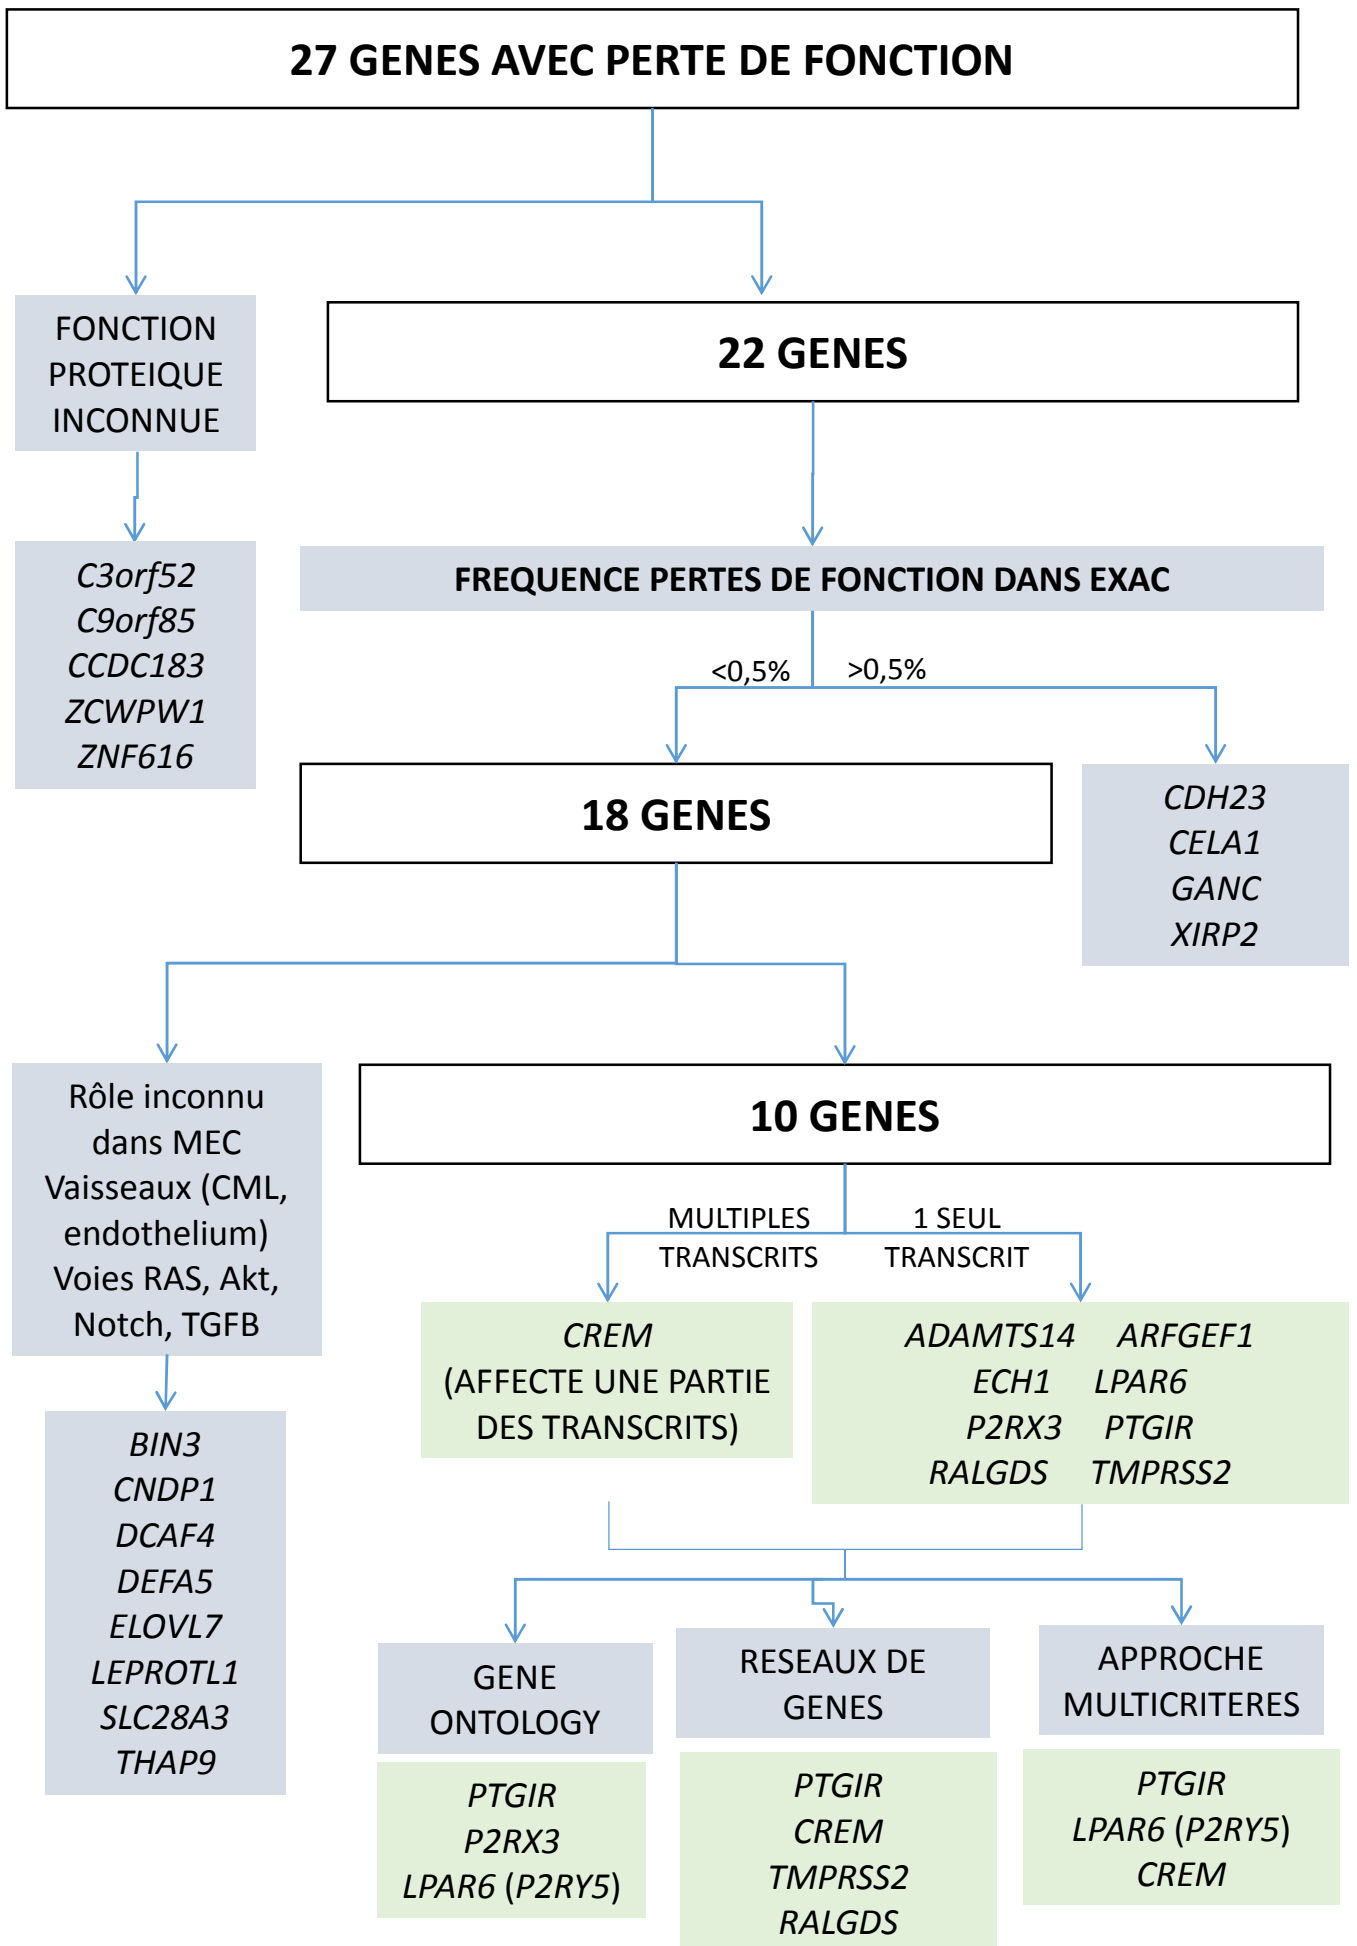 27 GENES AVEC PERTE DE FONCTION
FONCTION
PROTEIQUE
INCONNUE
22 GENES
C3orf52
C9orf85
CCDC183
ZCWPW1
ZNF616
FREQUENCE PERTES DE FONCTION DANS EXAC
<0,5%
>0,5%
18 GENES
CDH23
CELA1
GANC
XIRP2
Rôle inconnu
dans MEC
Vaisseaux (CML,
endothelium)
Voies RAS, Akt,
Notch, TGFB
10 GENES
MULTIPLES
TRANSCRITS
1 SEUL
TRANSCRIT
BIN3
CNDP1
DCAF4
DEFA5
ELOVL7
LEPROTL1
SLC28A3
THAP9
CREM
(AFFECTE UNE PARTIE
DES TRANSCRITS)
ADAMTS14 ARFGEF1
ECH1 LPAR6
P2RX3 PTGIR
RALGDS TMPRSS2
GENE
ONTOLOGY
PTGIR
P2RX3
LPAR6 (P2RY5)
RESEAUX DE
GENES
PTGIR
CREM
TMPRSS2
RALGDS
APPROCHE
MULTICRITERES
PTGIR
LPAR6 (P2RY5)
CREM